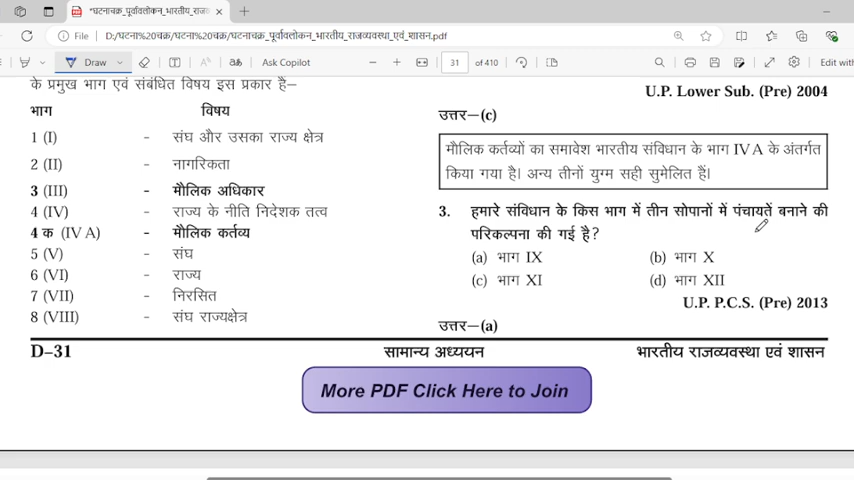 *घटनाचक्र_पूर्वावलोकन_भारतीय_राजव
File
D:/घटना%20चक्र/घटना%20चक्र/घटनाचक्र_पूर्वावलोकन_भारतीय_राजव्यवस्था_एवं_शासन.pdf
Draw
Ask Copilot
31
of 410
Edit with
के प्रमुख भाग एवं संबंधित विषय इस प्रकार हैं–
भाग विषय
1 (I) - संघ और उसका राज्य क्षेत्र
2 (II) - नागरिकता
3 (III) - मौलिक अधिकार
4 (IV) - राज्य के नीति निदेशक तत्व
4 क (IV A) - मौलिक कर्तव्य
5 (V) - संघ
6 (VI) - राज्य
7 (VII) - निरसित
8 (VIII) - संघ राज्यक्षेत्र
U.P. Lower Sub. (Pre) 2004
उत्तर–(c)
मौलिक कर्तव्यों का समावेश भारतीय संविधान के भाग IV A के अंतर्गत
किया गया है। अन्य तीनों युग्म सही सुमेलित हैं।
3. हमारे संविधान के किस भाग में तीन सोपानों में पंचायतें बनाने की
परिकल्पना की गई है?
(a) भाग IX (b) भाग X
(c) भाग XI (d) भाग XII
U.P. P.C.S. (Pre) 2013
उत्तर–(a)
D–31 सामान्य अध्ययन भारतीय राजव्यवस्था एवं शासन
More PDF Click Here to Join